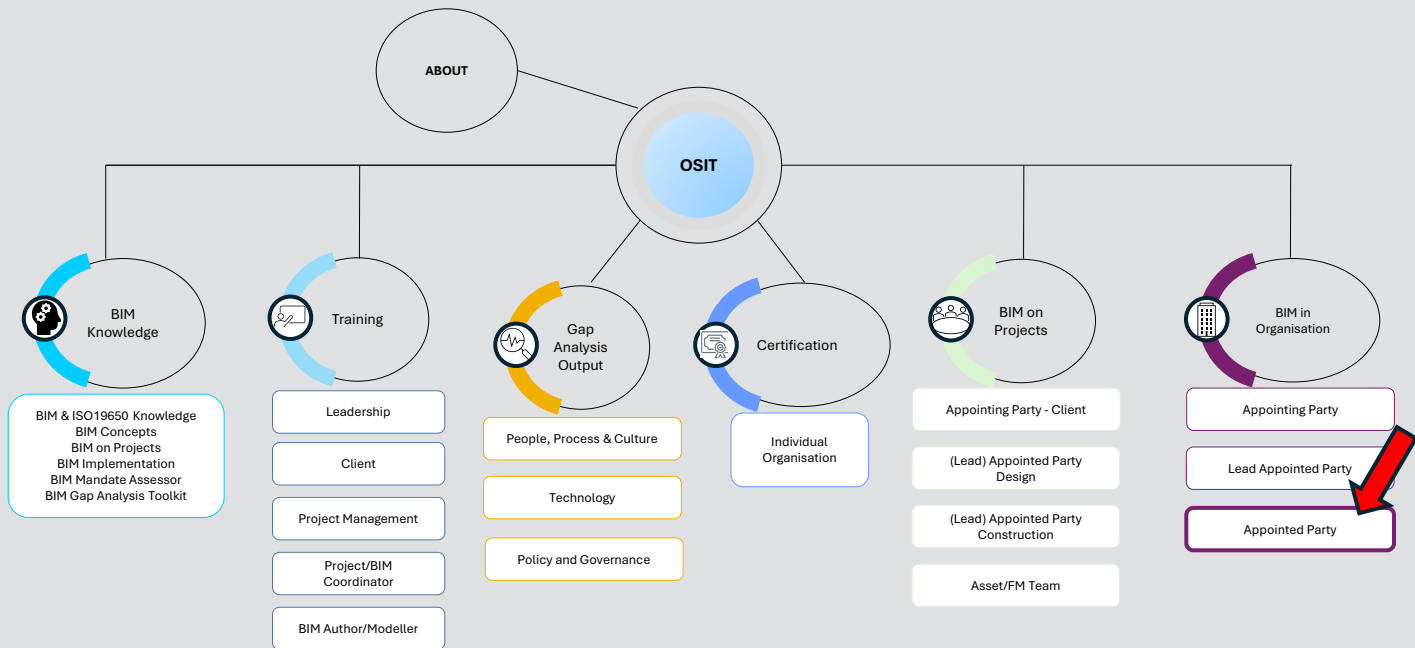 ABOUT
OSIT
BIM
Knowledge
BIM & ISO19650 Knowledge
BIM Concepts
BIM on Projects
BIM Implementation
BIM Mandate Assessor
BIM Gap Analysis Toolkit
Training
Leadership
Client
Project Management
Project/BIM
Coordinator
BIM Author/Modeller
Gap
Analysis
Output
People, Process & Culture
Technology
Policy and Governance
Certification
Individual
Organisation
BIM on
Projects
Appointing Party - Client
(Lead) Appointed Party
Design
(Lead) Appointed Party
Construction
Asset/FM Team
BIM in
Organisation
Appointing Party
Lead Appointed Party
Appointed Party